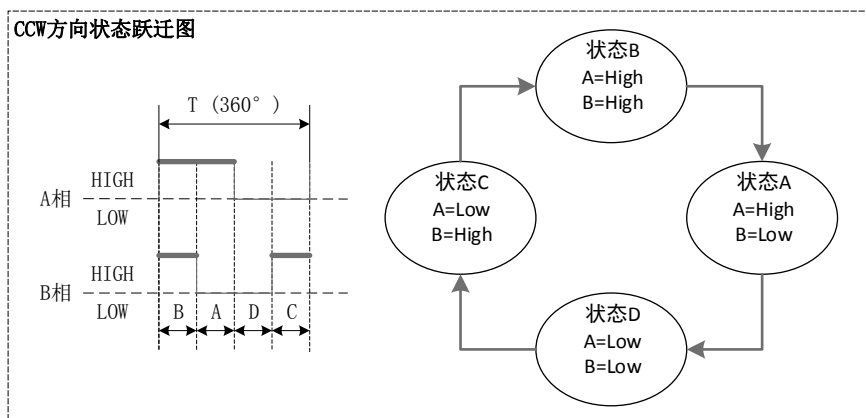 CCW方向状态跃迁图
T (360°)
A相
HIGH
LOW
B相
HIGH
LOW
B
A
D
C
状态B
A=High
B=High
状态C
A=Low
B=High
状态A
A=High
B=Low
状态D
A=Low
B=Low